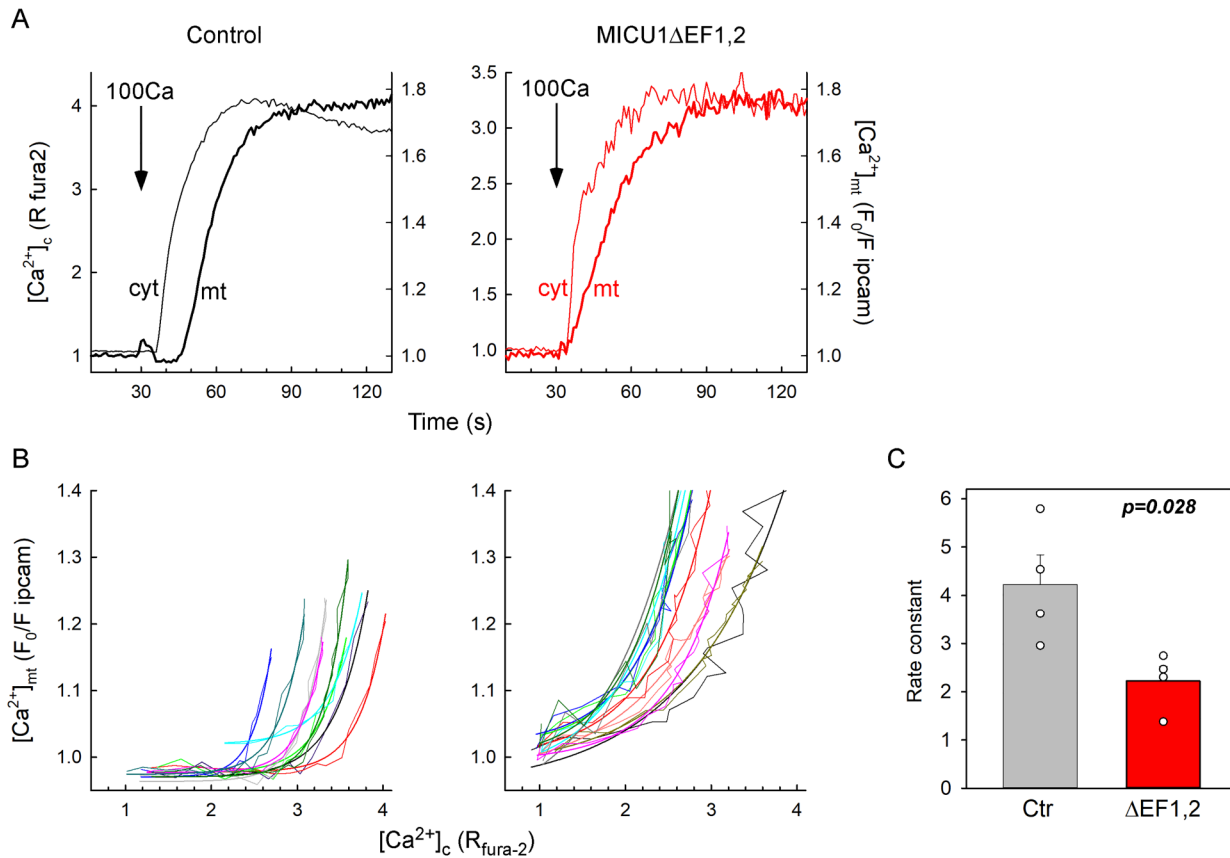 A
Control
MICU1ΔEF1,2
100Ca
100Ca
4
3
2
1
1.8
1.6
1.4
1.2
1.0
3.5
3.0
2.5
2.0
1.5
1.0
1.8
1.6
1.4
1.2
1.0
[Ca²⁺]c (R fura2)
[Ca²⁺]mt (F₀/F ipcam)
cyt
mt
cyt
mt
30 60 90 120
30 60 90 120
Time (s)
B
1.4
1.3
1.2
1.1
1.0
1.4
1.3
1.2
1.1
1.0
[Ca²⁺]mt (F₀/F ipcam)
1 2 3 4
1 2 3 4
[Ca²⁺]c (Rfura-2)
C
p=0.028
6
5
4
3
2
1
0
Rate constant
Ctr
ΔEF1,2